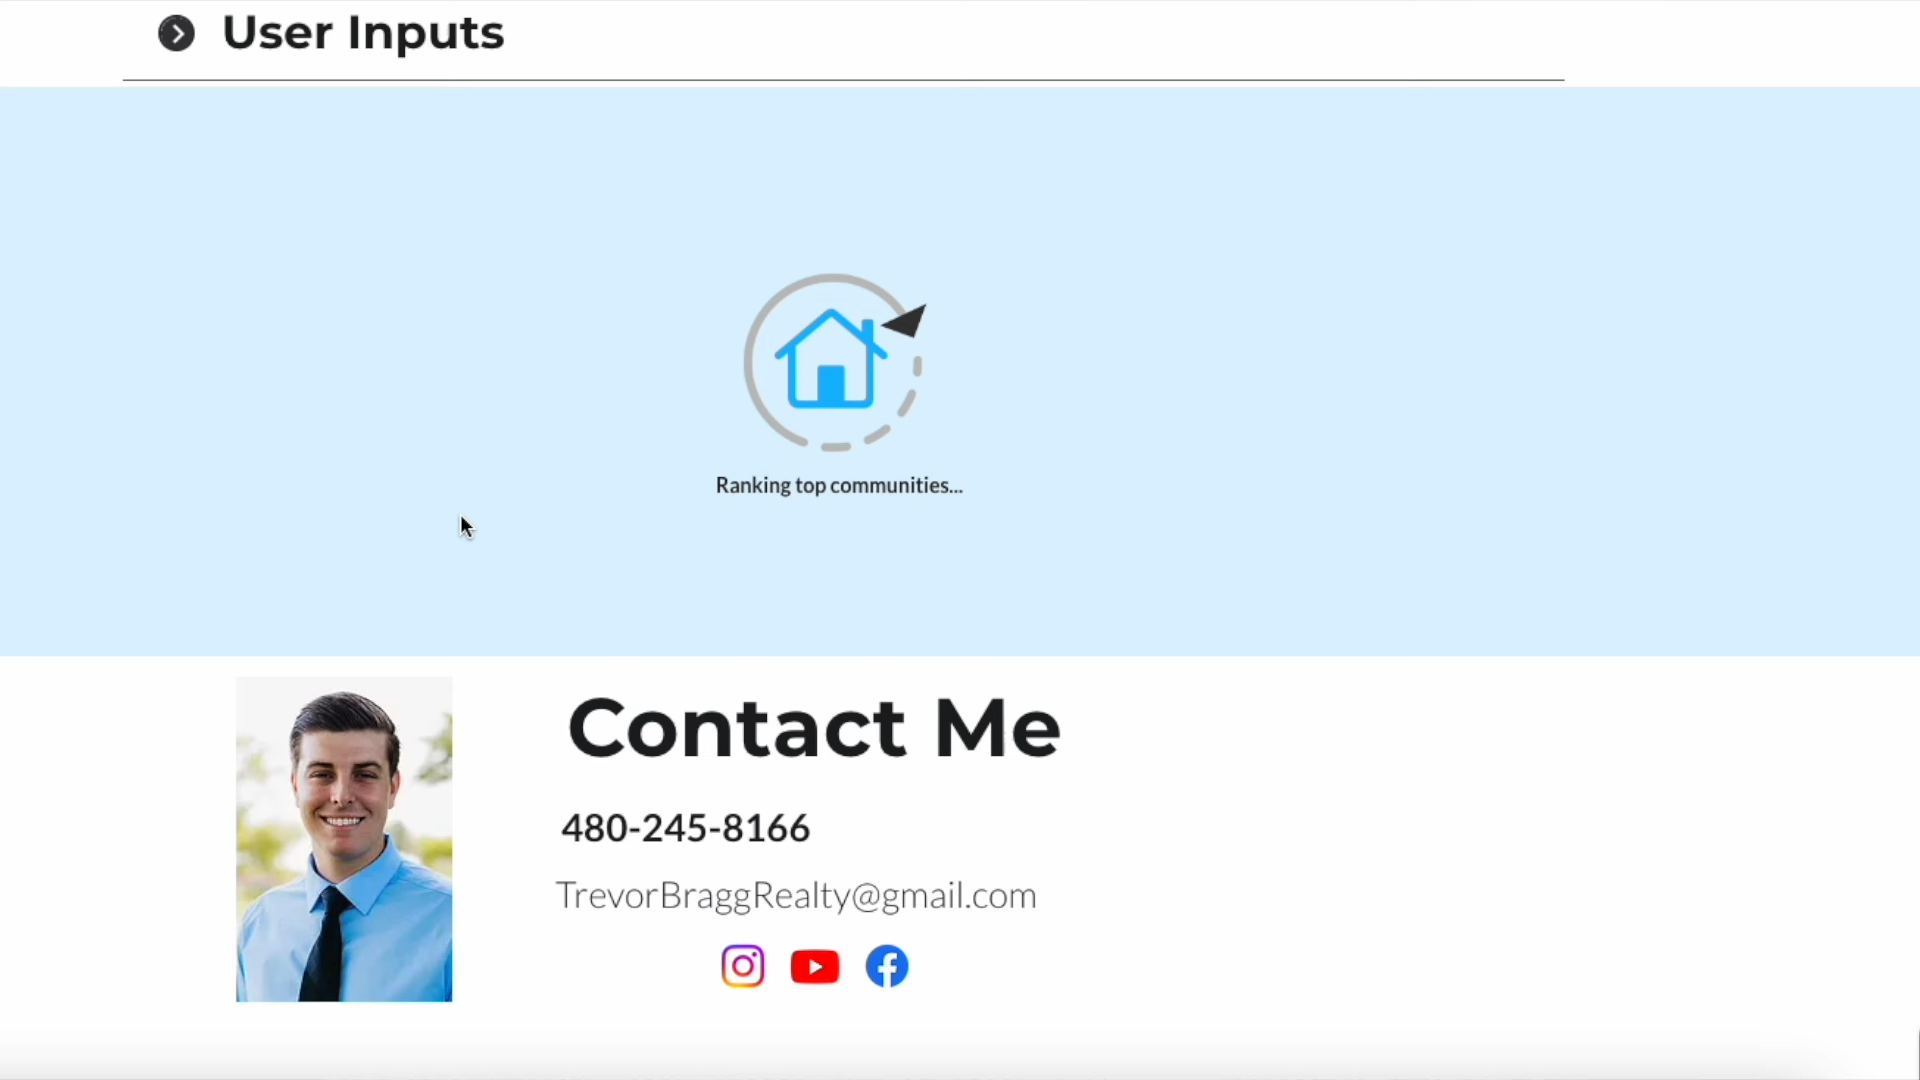 User Inputs
Ranking top communities...
Contact Me
480-245-8166
TrevorBraggRealty@gmail.com